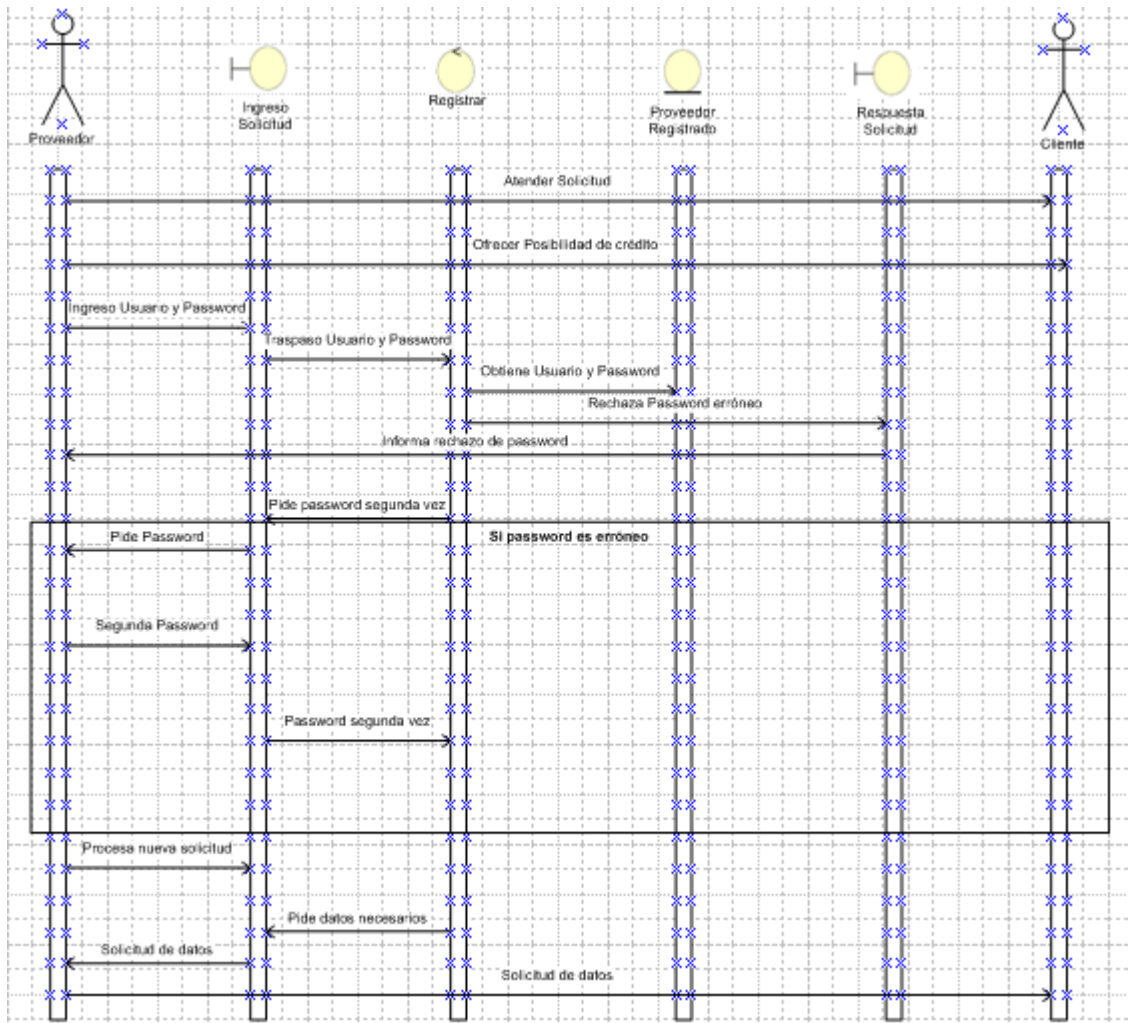 Proveedor
Ingreso
Solicitud
Registrar
Proveedor
Registrado
Respuesta
Solicitud
Cliente
Atender Solicitud
Ofrecer Posibilidad de crédito
Ingreso Usuario y Password
Traspaso Usuario y Password
Obtiene Usuario y Password
Rechaza Password erróneo
Informa rechazo de password
Pide password segunda vez
Si password es erróneo
Pide Password
Segunda Password
Password segunda vez
Procesa nueva solicitud
Pide datos necesarios
Solicitud de datos
Solicitud de datos